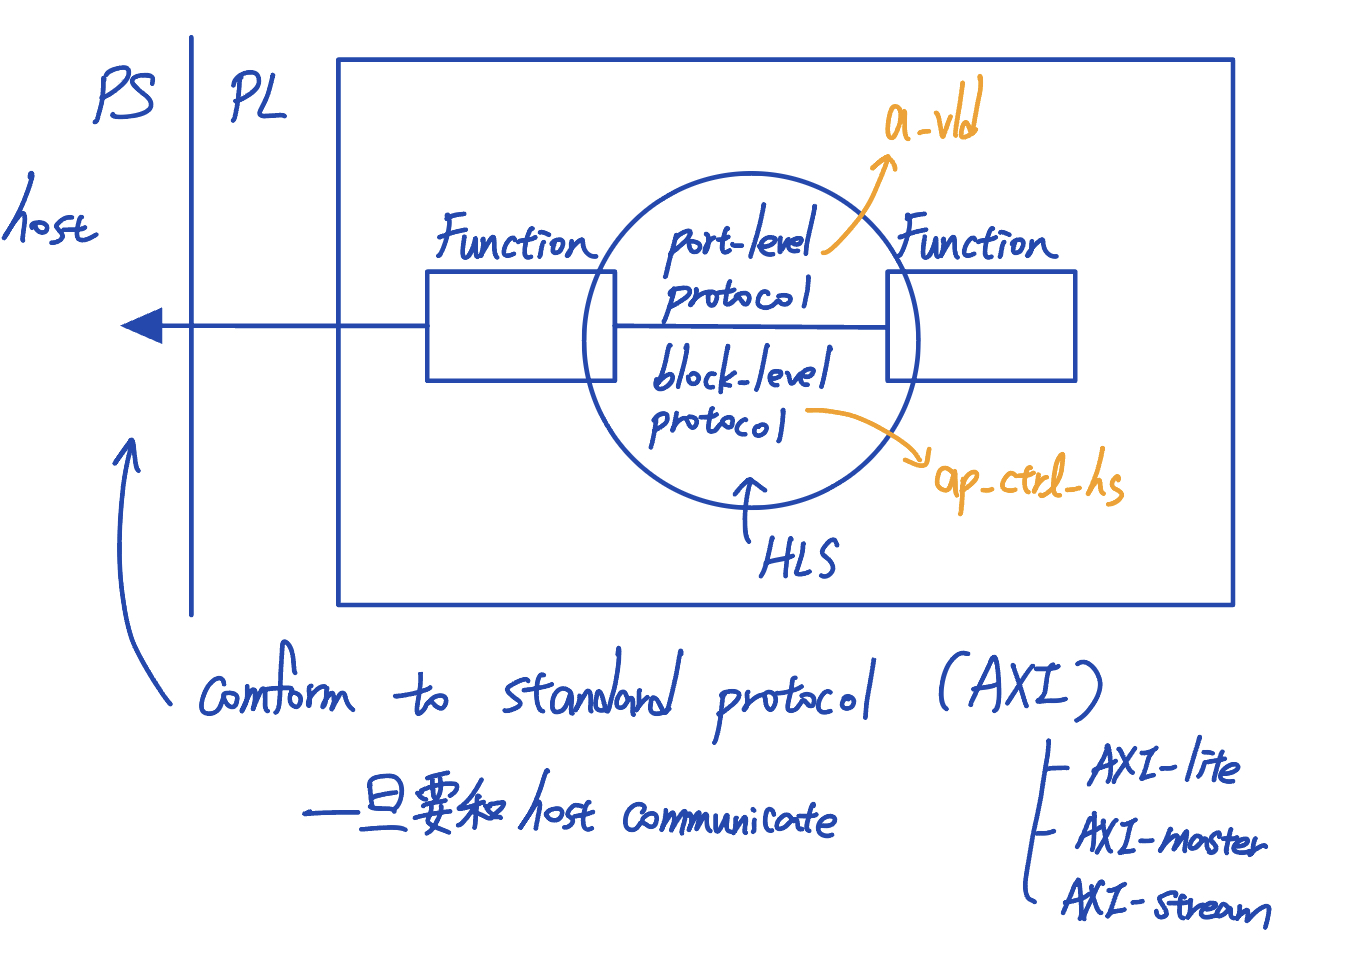 PS
PL
host
a_vld
Function
port-level
protocol
Function
block-level
protocol
ap_ctrl_hs
HLS
comform to standard protocol (AXI)
一旦要和 host communicate
AXI-lite
AXI-master
AXI-stream